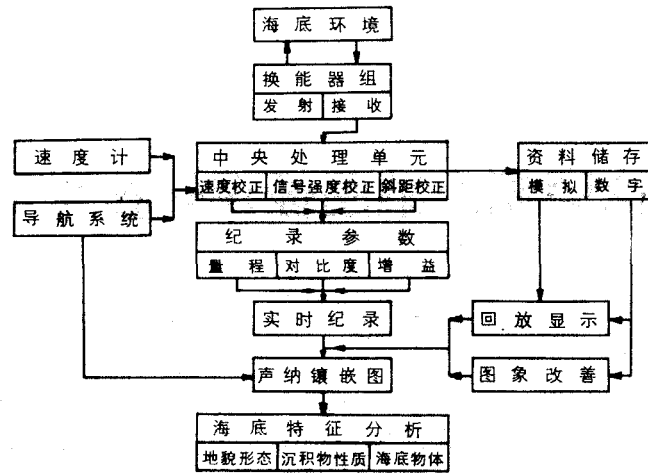 海底环境
换能器组
发射 接收
速度计
中央处理单元
资料储存
速度校正 信号强度校正 斜距校正
模拟 数字
导航系统
纪录参数
量程 对比度 增益
实时纪录
回放显示
声纳镶嵌图
图象改善
海底特征分析
地貌形态 沉积物性质 海底物体